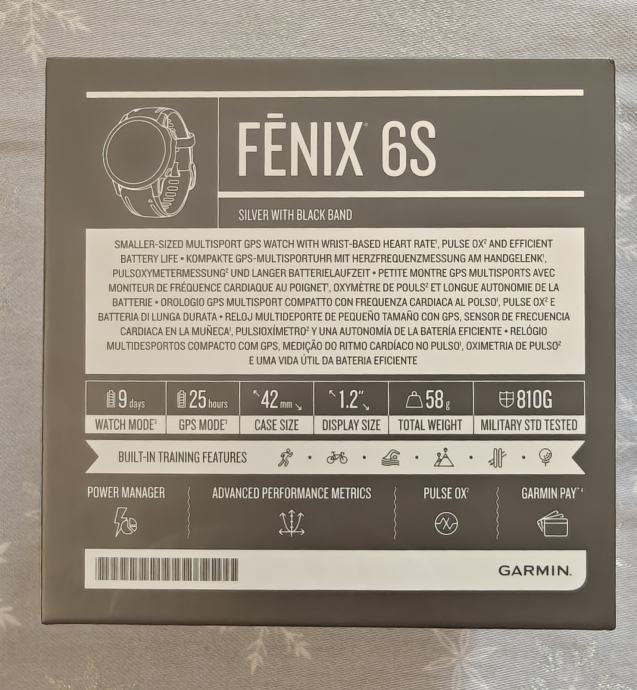 FĒNIX® 6S
SILVER WITH BLACK BAND
SMALLER-SIZED MULTISPORT GPS WATCH WITH WRIST-BASED HEART RATE¹, PULSE OX² AND EFFICIENT
BATTERY LIFE • KOMPAKTE GPS-MULTISPORTUHR MIT HERZFREQUENZMESSUNG AM HANDGELENK¹,
PULSOXYMETERMESSUNG² UND LANGER BATTERIELAUFZEIT • PETITE MONTRE GPS MULTISPORTS AVEC
MONITEUR DE FRÉQUENCE CARDIAQUE AU POIGNET¹, OXYMÈTRE DE POULS² ET LONGUE AUTONOMIE DE LA
BATTERIE • OROLOGIO GPS MULTISPORT COMPATTO CON FREQUENZA CARDIACA AL POLSO¹, PULSE OX² E
BATTERIA DI LUNGA DURATA • RELOJ MULTIDEPORTE DE PEQUEÑO TAMAÑO CON GPS, SENSOR DE FRECUENCIA
CARDIACA EN LA MUÑECA¹, PULSIOXÍMETRO² Y UNA AUTONOMÍA DE LA BATERÍA EFICIENTE • RELÓGIO
MULTIDESPORTOS COMPACTO COM GPS, MEDIÇÃO DO RITMO CARDÍACO NO PULSO¹, OXIMETRIA DE PULSO²
E UMA VIDA ÚTIL DA BATERIA EFICIENTE
9 days 25 hours 42 mm 1.2" 58 g 810G
WATCH MODE³ GPS MODE³ CASE SIZE DISPLAY SIZE TOTAL WEIGHT MILITARY STD TESTED
BUILT-IN TRAINING FEATURES
POWER MANAGER ADVANCED PERFORMANCE METRICS PULSE OX² GARMIN PAY™ ⁴
GARMIN.